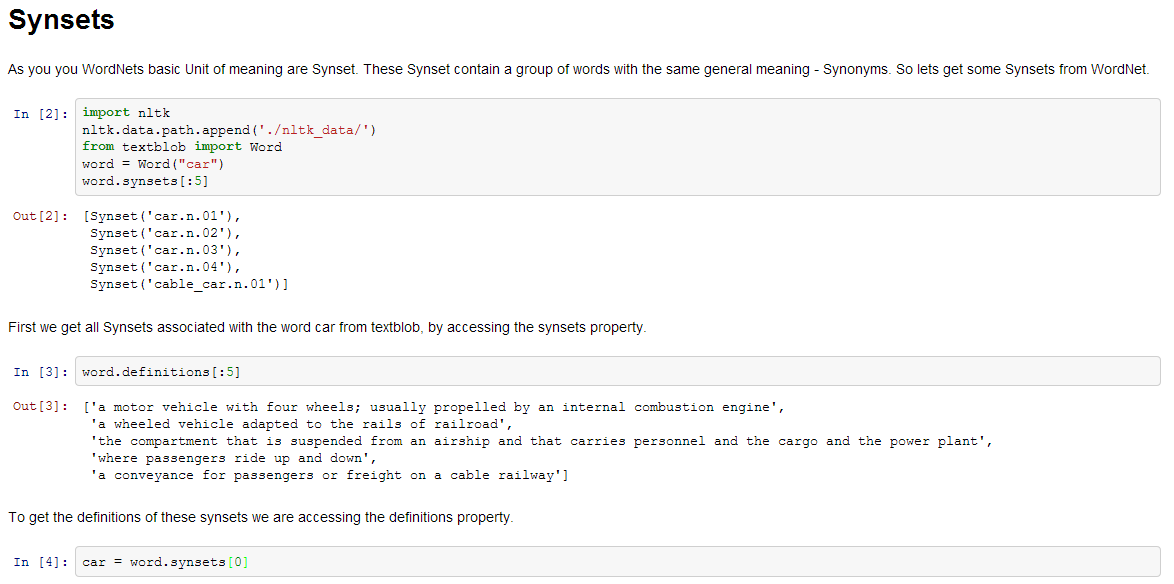 Synsets
As you you WordNets basic Unit of meaning are Synset. These Synset contain a group of words with the same general meaning - Synonyms. So lets get some Synsets from WordNet.
In [2]: import nltk
nltk.data.path.append('./nltk_data/')
from textblob import Word
word = Word("car")
word.synsets[:5]
Out[2]: [Synset('car.n.01'),
Synset('car.n.02'),
Synset('car.n.03'),
Synset('car.n.04'),
Synset('cable_car.n.01')]
First we get all Synsets associated with the word car from textblob, by accessing the synsets property.
In [3]: word.definitions[:5]
Out[3]: ['a motor vehicle with four wheels; usually propelled by an internal combustion engine',
'a wheeled vehicle adapted to the rails of railroad',
'the compartment that is suspended from an airship and that carries personnel and the cargo and the power plant',
'where passengers ride up and down',
'a conveyance for passengers or freight on a cable railway']
To get the definitions of these synsets we are accessing the definitions property.
In [4]: car = word.synsets[0]